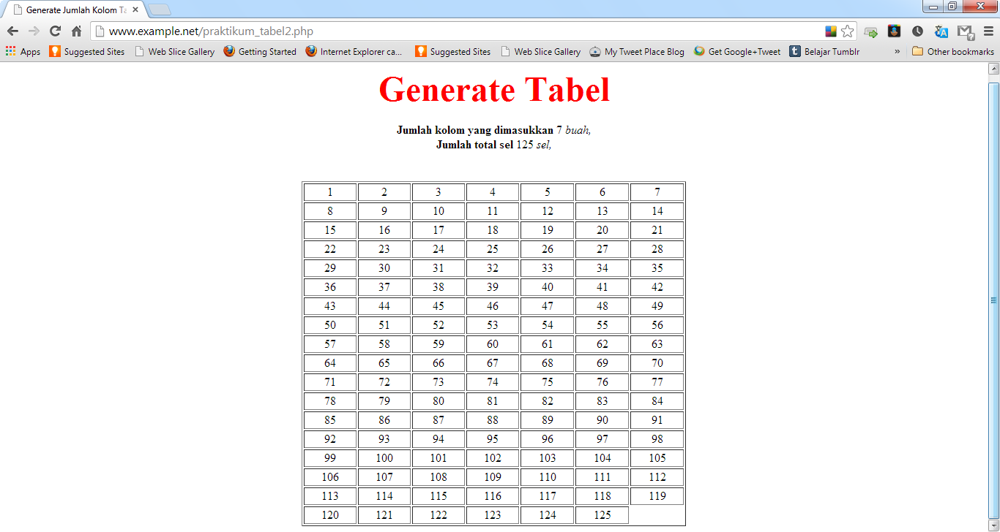 Generate Jumlah Kolom Ta
www.example.net/praktikum_tabel2.php
Apps Suggested Sites Web Slice Gallery Getting Started Internet Explorer ca... Suggested Sites Web Slice Gallery My Tweet Place Blog Get Google+Tweet t Belajar Tumblr » Other bookmarks
Generate Tabel
Jumlah kolom yang dimasukkan 7 buah,
Jumlah total sel 125 sel,
1 2 3 4 5 6 7
8 9 10 11 12 13 14
15 16 17 18 19 20 21
22 23 24 25 26 27 28
29 30 31 32 33 34 35
36 37 38 39 40 41 42
43 44 45 46 47 48 49
50 51 52 53 54 55 56
57 58 59 60 61 62 63
64 65 66 67 68 69 70
71 72 73 74 75 76 77
78 79 80 81 82 83 84
85 86 87 88 89 90 91
92 93 94 95 96 97 98
99 100 101 102 103 104 105
106 107 108 109 110 111 112
113 114 115 116 117 118 119
120 121 122 123 124 125